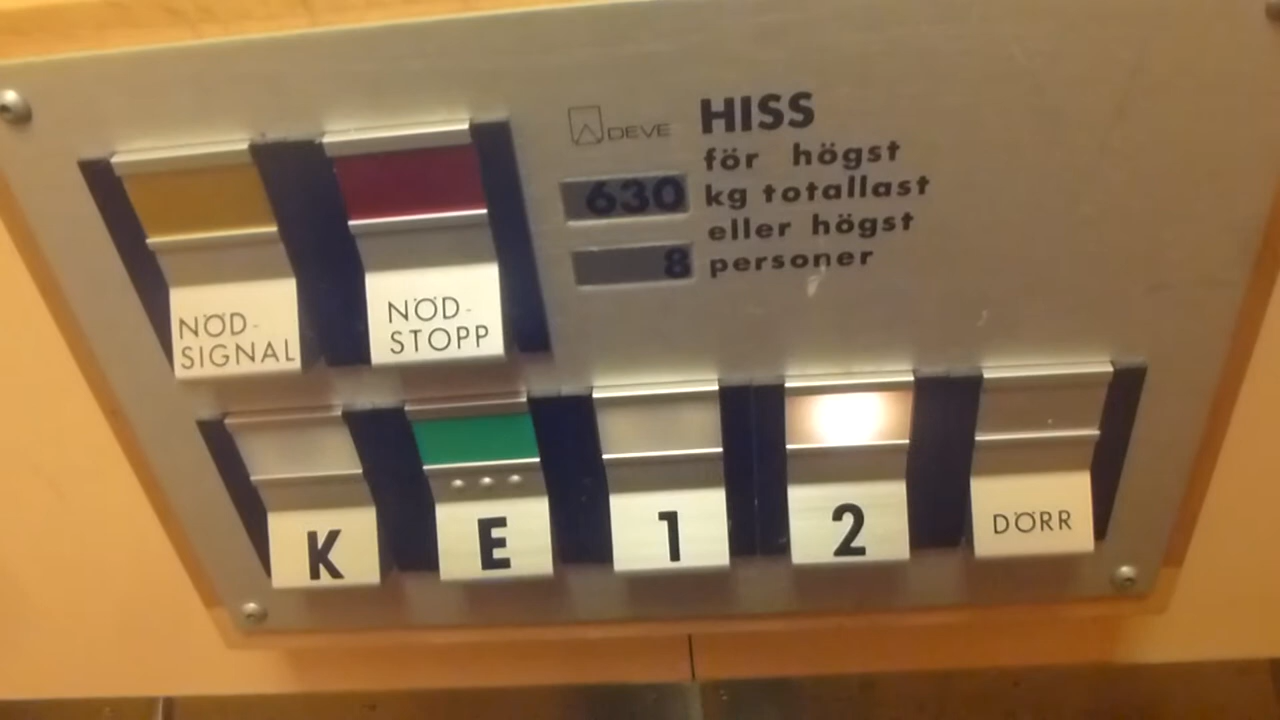 DEVE
HISS
för högst
630 kg totallast
eller högst
8 personer
NÖD-
SIGNAL
NÖD-
STOPP
K
E
1
2
DÖRR